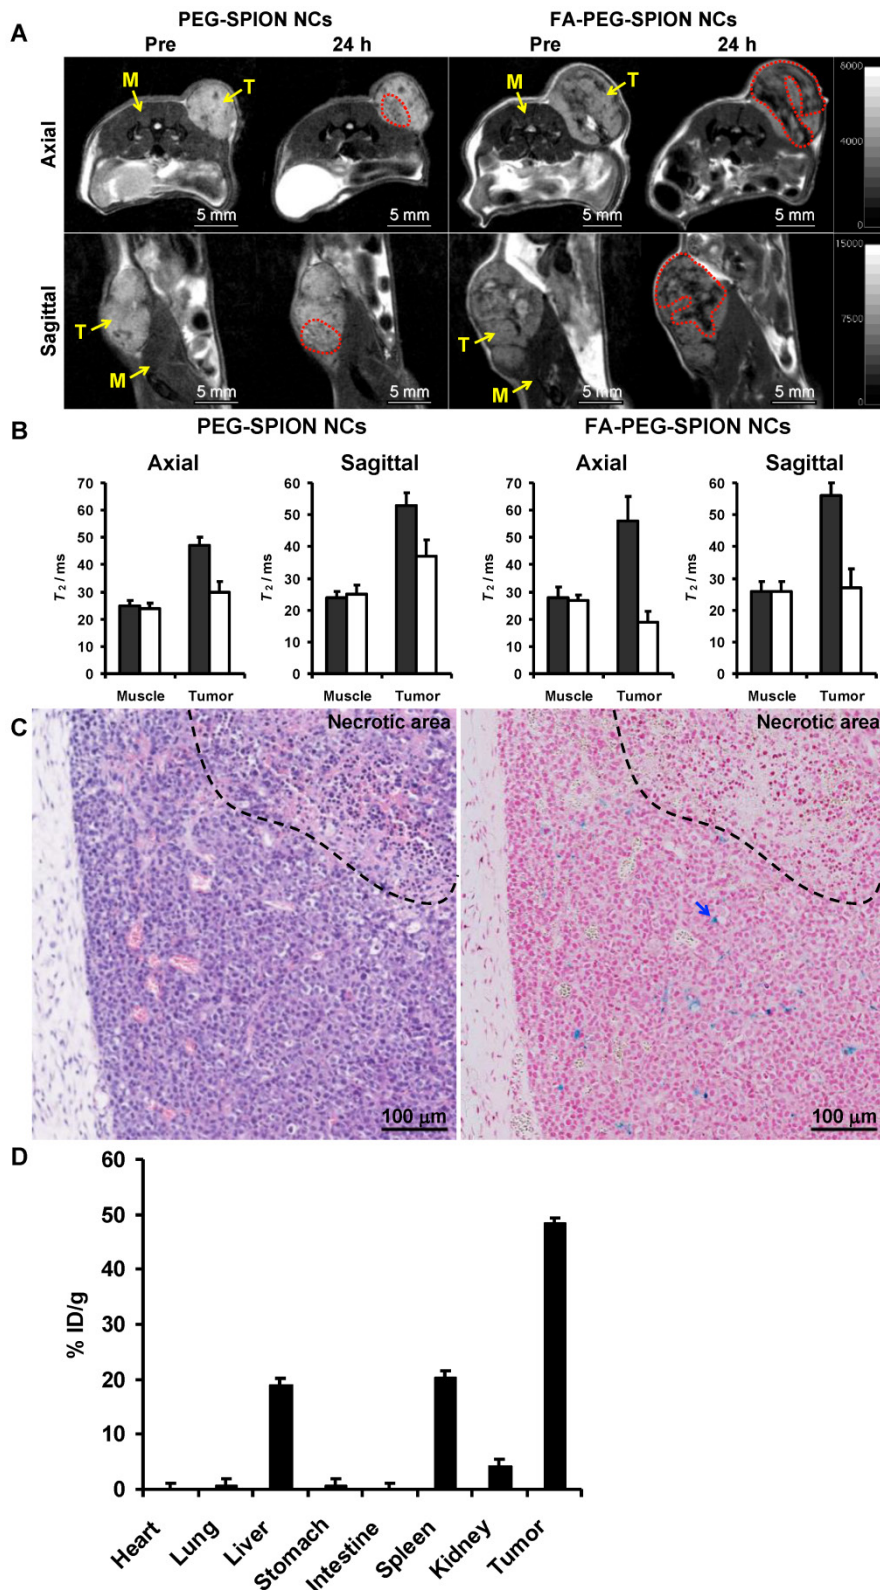 A
PEG-SPION NCs
FA-PEG-SPION NCs
Pre
24 h
Pre
24 h
Axial
M
T
M
T
5 mm
5 mm
5 mm
5 mm
8000
4000
0
Sagittal
T
M
T
M
5 mm
5 mm
5 mm
5 mm
15000
7500
0
B
PEG-SPION NCs
FA-PEG-SPION NCs
Axial
Sagittal
Axial
Sagittal
T2 / ms
70
60
50
40
30
20
10
0
Muscle
Tumor
T2 / ms
60
50
40
30
20
10
0
Muscle
Tumor
T2 / ms
70
60
50
40
30
20
10
0
Muscle
Tumor
T2 / ms
60
50
40
30
20
10
0
Muscle
Tumor
C
Necrotic area
Necrotic area
100 μm
100 μm
D
% ID/g
60
50
40
30
20
10
0
Heart
Lung
Liver
Stomach
Intestine
Spleen
Kidney
Tumor